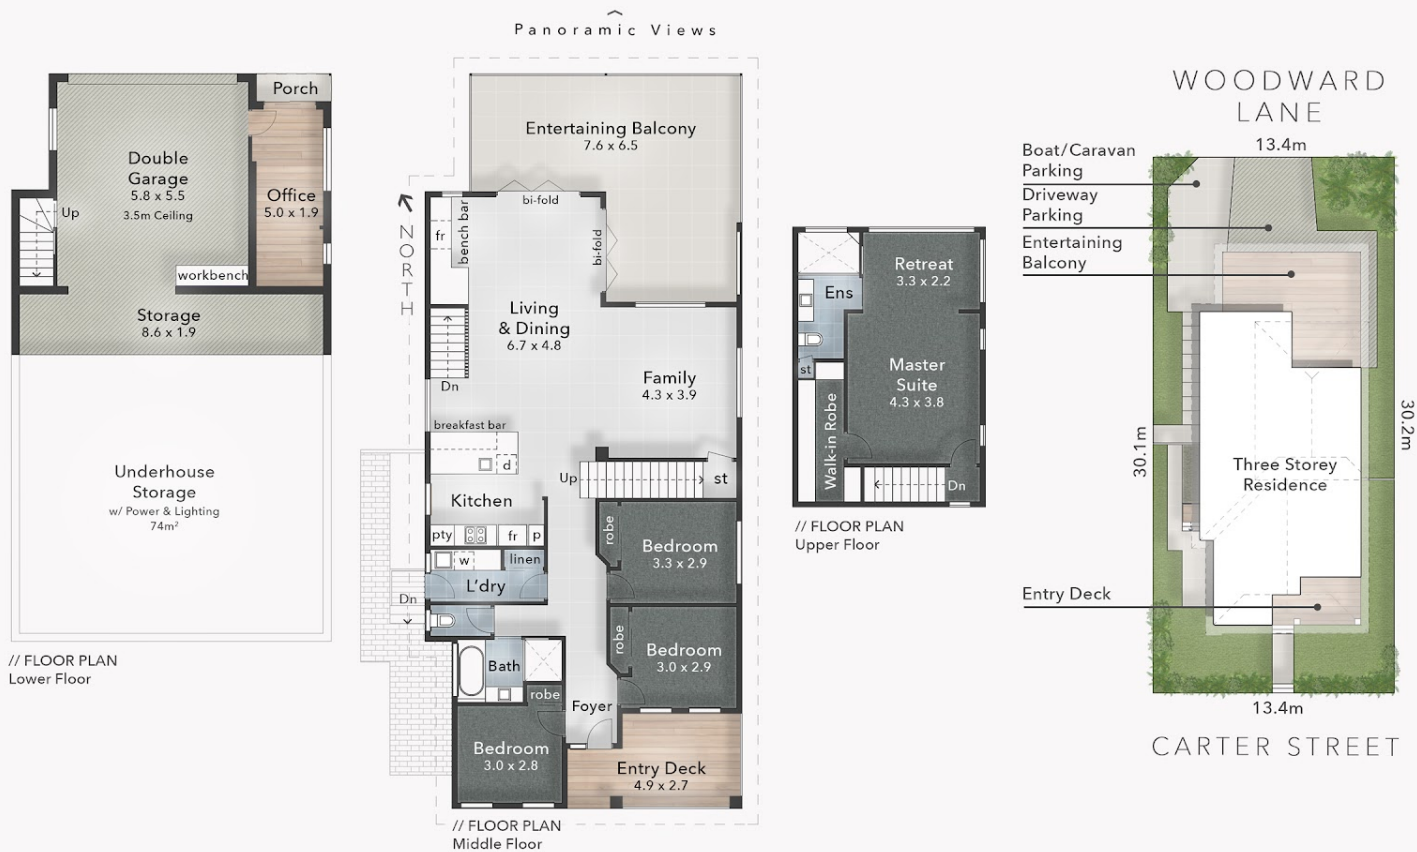 Panoramic Views
Porch
Double
Garage
5.8 x 5.5
3.5m Ceiling
Office
5.0 x 1.9
Up
workbench
Storage
8.6 x 1.9
Underhouse
Storage
w/ Power & Lighting
74m²
// FLOOR PLAN
Lower Floor
NORTH
Entertaining Balcony
7.6 x 6.5
bi-fold
bi-fold
bench bar
fr
Living
& Dining
6.7 x 4.8
Dn
Family
4.3 x 3.9
breakfast bar
d
Kitchen
Up
st
pty
fr
p
robe
Bedroom
3.3 x 2.9
w
linen
L'dry
Dn
robe
Bedroom
3.0 x 2.9
Bath
robe
Foyer
Bedroom
3.0 x 2.8
Entry Deck
4.9 x 2.7
// FLOOR PLAN
Middle Floor
Retreat
3.3 x 2.2
Ens
st
Master
Suite
4.3 x 3.8
Walk-in Robe
Dn
// FLOOR PLAN
Upper Floor
WOODWARD
LANE
13.4m
Boat/Caravan
Parking
Driveway
Parking
Entertaining
Balcony
30.1m
30.2m
Three Storey
Residence
Entry Deck
13.4m
CARTER STREET